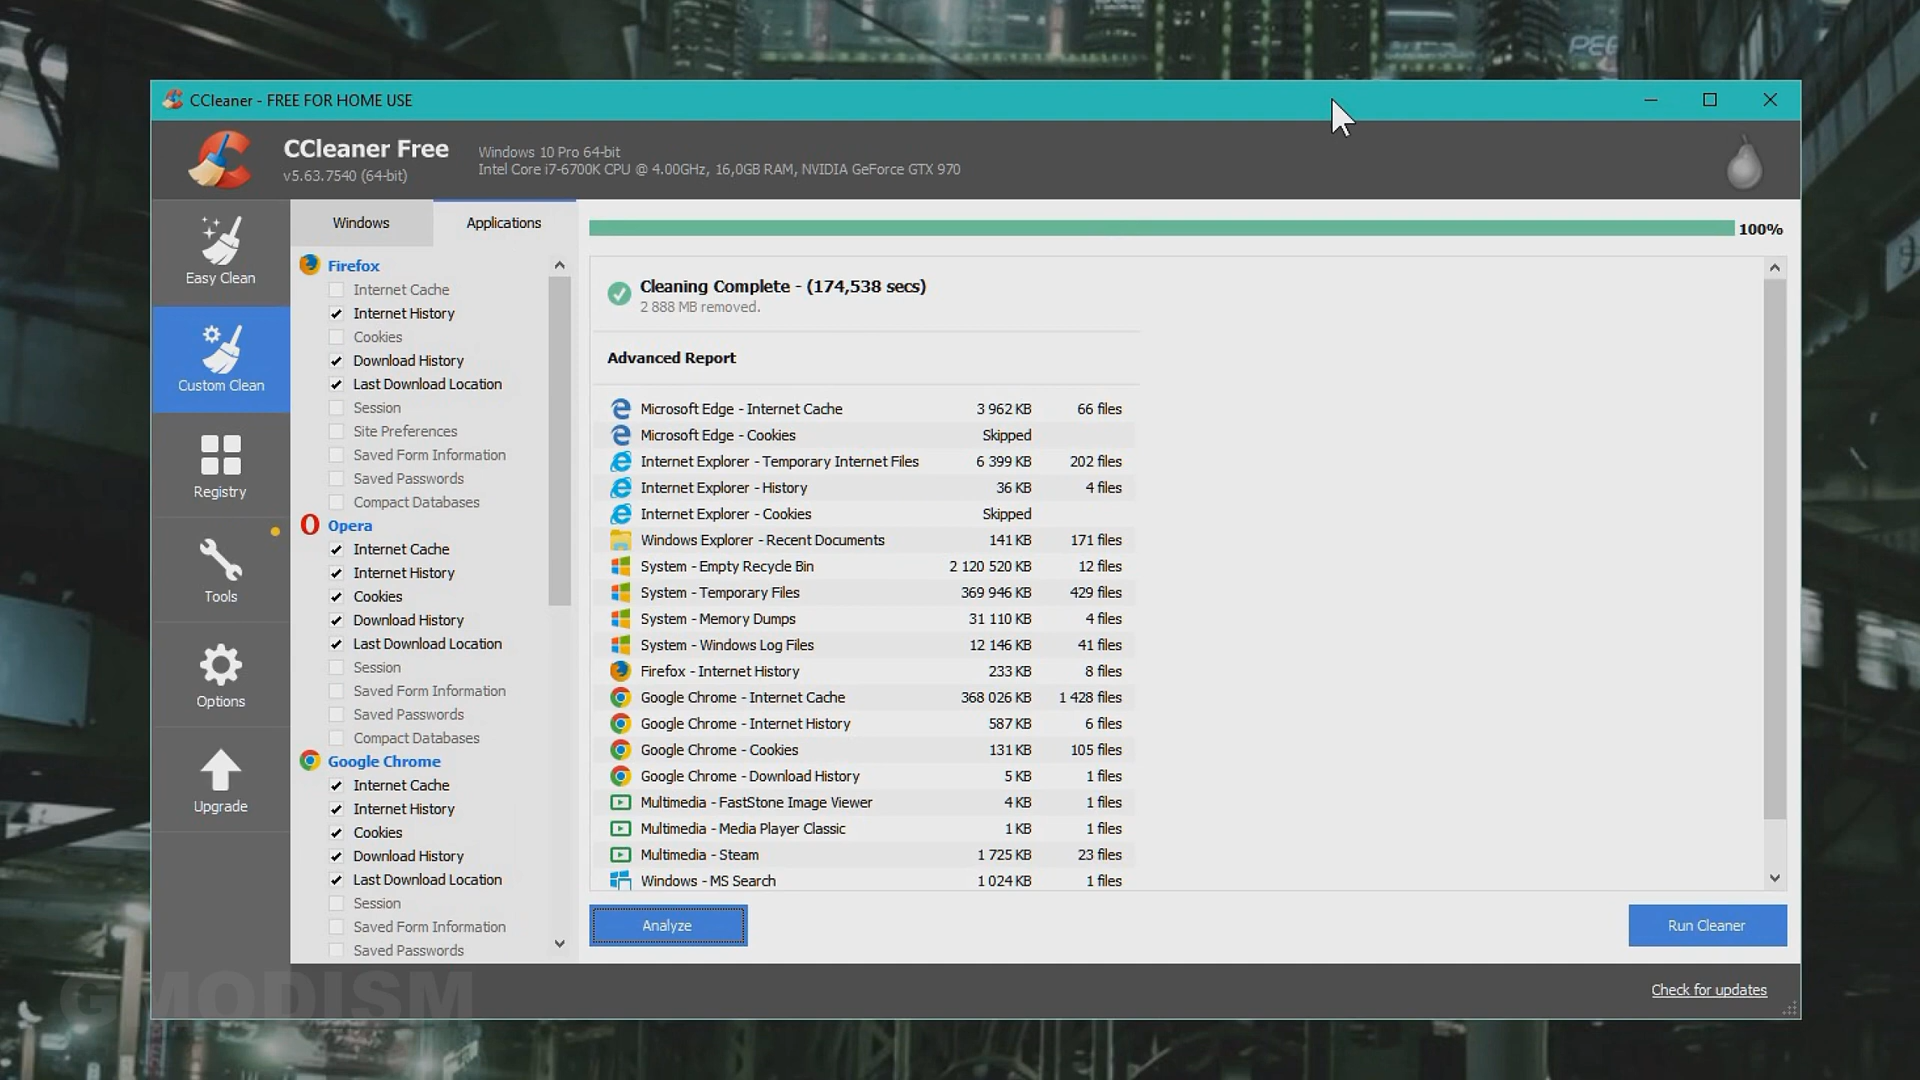 CCleaner - FREE FOR HOME USE
CCleaner Free
v5.63.7540 (64-bit)
Windows 10 Pro 64-bit
Intel Core i7-6700K CPU @ 4.00GHz, 16,0GB RAM, NVIDIA GeForce GTX 970
Easy Clean
Custom Clean
Registry
Tools
Options
Upgrade
Windows
Applications
Firefox
Internet Cache
Internet History
Cookies
Download History
Last Download Location
Session
Site Preferences
Saved Form Information
Saved Passwords
Compact Databases
Opera
Internet Cache
Internet History
Cookies
Download History
Last Download Location
Session
Saved Form Information
Saved Passwords
Compact Databases
Google Chrome
Internet Cache
Internet History
Cookies
Download History
Last Download Location
Session
Saved Form Information
Saved Passwords
100%
Cleaning Complete - (174,538 secs)
2 888 MB removed.
Advanced Report
Microsoft Edge - Internet Cache 3 962 KB 66 files
Microsoft Edge - Cookies Skipped
Internet Explorer - Temporary Internet Files 6 399 KB 202 files
Internet Explorer - History 36 KB 4 files
Internet Explorer - Cookies Skipped
Windows Explorer - Recent Documents 141 KB 171 files
System - Empty Recycle Bin 2 120 520 KB 12 files
System - Temporary Files 369 946 KB 429 files
System - Memory Dumps 31 110 KB 4 files
System - Windows Log Files 12 146 KB 41 files
Firefox - Internet History 233 KB 8 files
Google Chrome - Internet Cache 368 026 KB 1 428 files
Google Chrome - Internet History 587 KB 6 files
Google Chrome - Cookies 131 KB 105 files
Google Chrome - Download History 5 KB 1 files
Multimedia - FastStone Image Viewer 4 KB 1 files
Multimedia - Media Player Classic 1 KB 1 files
Multimedia - Steam 1 725 KB 23 files
Windows - MS Search 1 024 KB 1 files
Analyze
Run Cleaner
Check for updates
GMODISM